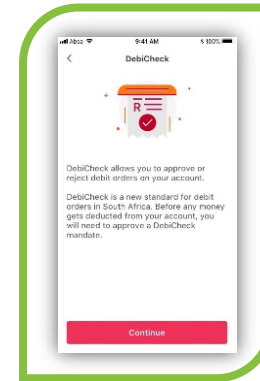 Absa 9:41 AM 100%
DebiCheck
R
DebiCheck allows you to approve or
reject debit orders on your account.
DebiCheck is a new standard for debit
orders in South Africa. Before any money
gets deducted from your account, you
will need to approve a DebiCheck
mandate.
Continue